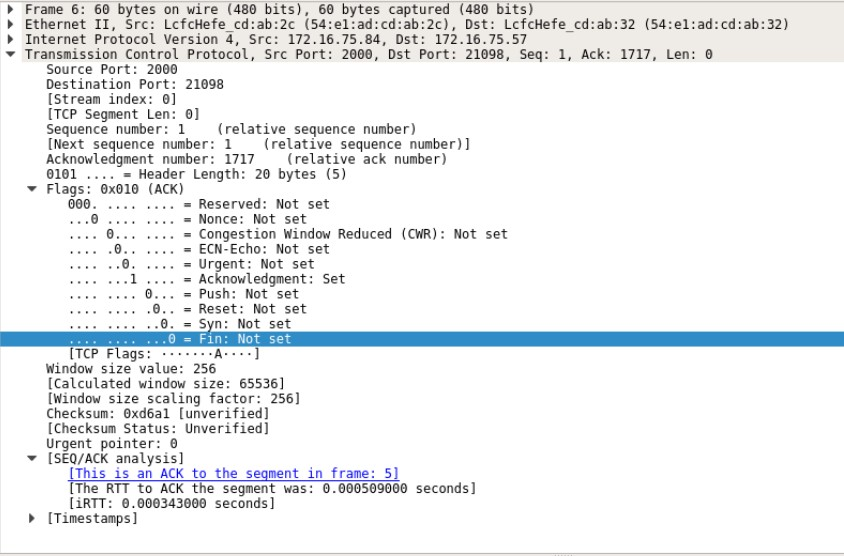 Frame 6: 60 bytes on wire (480 bits), 60 bytes captured (480 bits)
Ethernet II, Src: LcfcHefe_cd:ab:2c (54:e1:ad:cd:ab:2c), Dst: LcfcHefe_cd:ab:32 (54:e1:ad:cd:ab:32)
Internet Protocol Version 4, Src: 172.16.75.84, Dst: 172.16.75.57
Transmission Control Protocol, Src Port: 2000, Dst Port: 21098, Seq: 1, Ack: 1717, Len: 0
Source Port: 2000
Destination Port: 21098
[Stream index: 0]
[TCP Segment Len: 0]
Sequence number: 1    (relative sequence number)
[Next sequence number: 1    (relative sequence number)]
Acknowledgment number: 1717    (relative ack number)
0101 .... = Header Length: 20 bytes (5)
Flags: 0x010 (ACK)
000. .... .... = Reserved: Not set
...0 .... .... = Nonce: Not set
.... 0... .... = Congestion Window Reduced (CWR): Not set
.... .0.. .... = ECN-Echo: Not set
.... ..0. .... = Urgent: Not set
.... ...1 .... = Acknowledgment: Set
.... .... 0... = Push: Not set
.... .... .0.. = Reset: Not set
.... .... ..0. = Syn: Not set
.... .... ...0 = Fin: Not set
[TCP Flags: ·······A····]
Window size value: 256
[Calculated window size: 65536]
[Window size scaling factor: 256]
Checksum: 0xd6a1 [unverified]
[Checksum Status: Unverified]
Urgent pointer: 0
[SEQ/ACK analysis]
[This is an ACK to the segment in frame: 5]
[The RTT to ACK the segment was: 0.000509000 seconds]
[iRTT: 0.000343000 seconds]
[Timestamps]